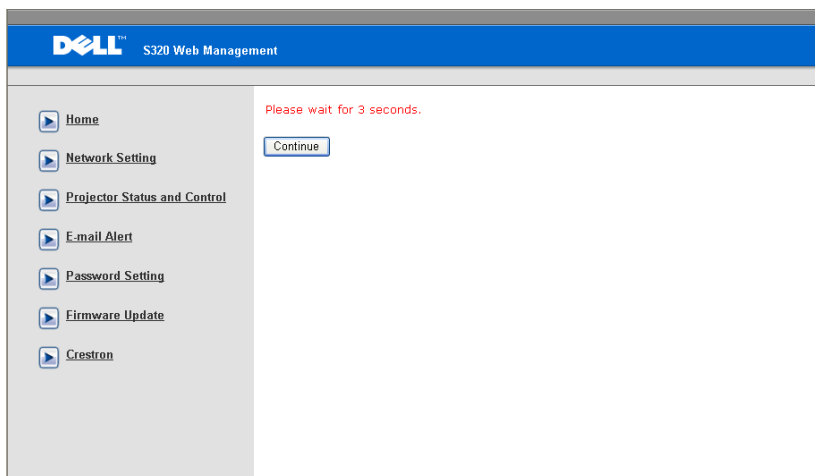 DELL™ S320 Web Management
Home
Network Setting
Projector Status and Control
E-mail Alert
Password Setting
Firmware Update
Crestron
Please wait for 3 seconds.
Continue